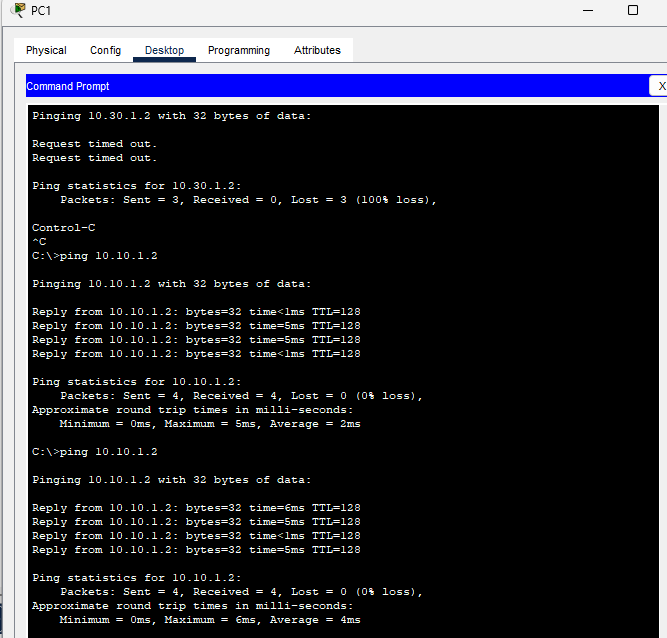 PC1
Physical Config Desktop Programming Attributes
Command Prompt X
Pinging 10.30.1.2 with 32 bytes of data:
Request timed out.
Request timed out.
Ping statistics for 10.30.1.2:
Packets: Sent = 3, Received = 0, Lost = 3 (100% loss),
Control-C
^C
C:\>ping 10.10.1.2
Pinging 10.10.1.2 with 32 bytes of data:
Reply from 10.10.1.2: bytes=32 time<1ms TTL=128
Reply from 10.10.1.2: bytes=32 time=5ms TTL=128
Reply from 10.10.1.2: bytes=32 time=5ms TTL=128
Reply from 10.10.1.2: bytes=32 time<1ms TTL=128
Ping statistics for 10.10.1.2:
Packets: Sent = 4, Received = 4, Lost = 0 (0% loss),
Approximate round trip times in milli-seconds:
Minimum = 0ms, Maximum = 5ms, Average = 2ms
C:\>ping 10.10.1.2
Pinging 10.10.1.2 with 32 bytes of data:
Reply from 10.10.1.2: bytes=32 time=6ms TTL=128
Reply from 10.10.1.2: bytes=32 time=5ms TTL=128
Reply from 10.10.1.2: bytes=32 time<1ms TTL=128
Reply from 10.10.1.2: bytes=32 time=5ms TTL=128
Ping statistics for 10.10.1.2:
Packets: Sent = 4, Received = 4, Lost = 0 (0% loss),
Approximate round trip times in milli-seconds:
Minimum = 0ms, Maximum = 6ms, Average = 4ms